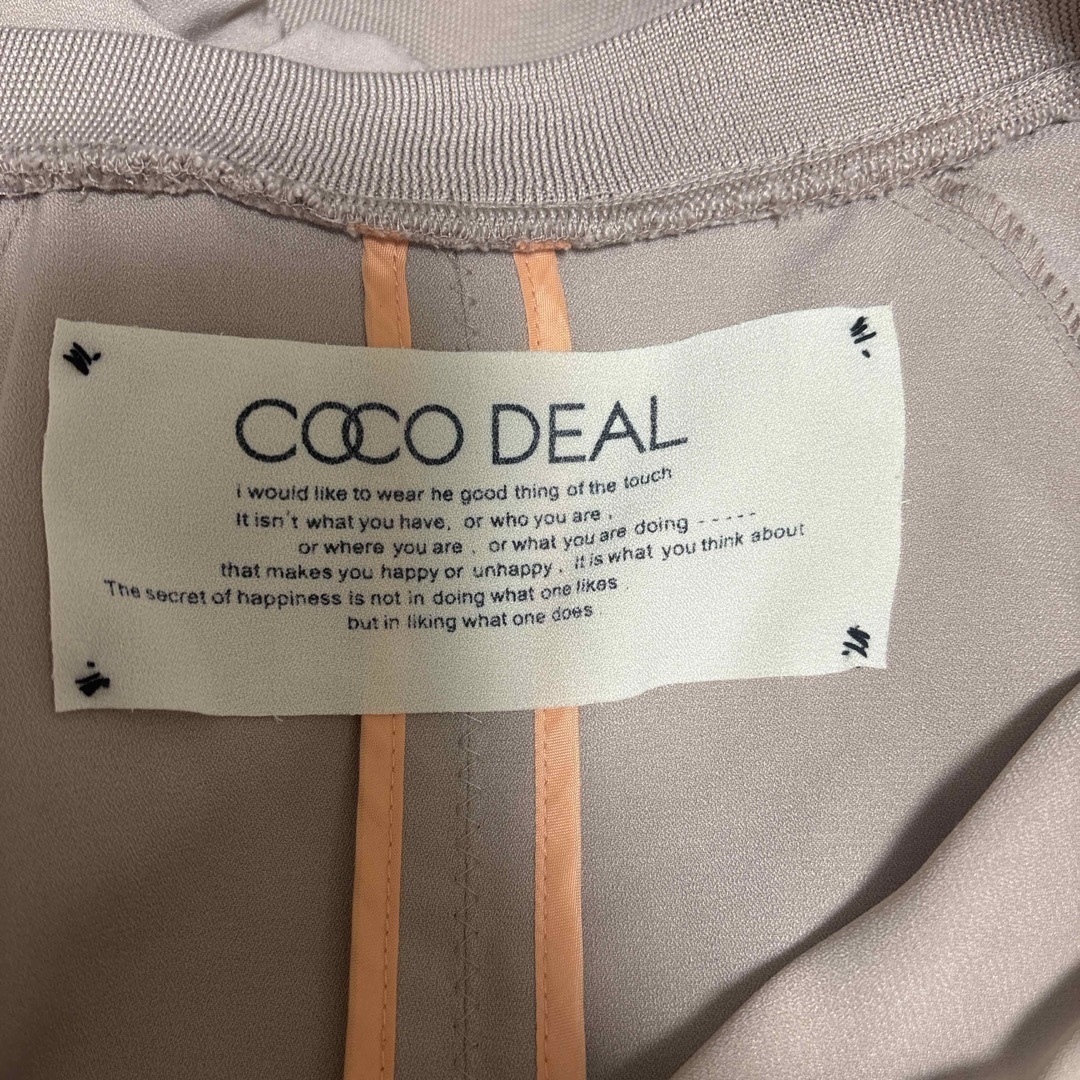 COCO DEAL
i would like to wear he good thing of the touch
It isn't what you have, or who you are,
or where you are, or what you are doing -----
that makes you happy or unhappy, it is what you think about
The secret of happiness is not in doing what one likes.
but in liking what one does